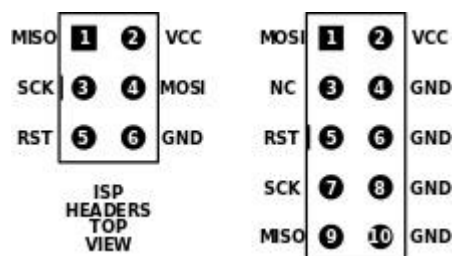 MISO 1 2 VCC
SCK 3 4 MOSI
RST 5 6 GND
ISP
HEADERS
TOP
VIEW
MOSI 1 2 VCC
NC 3 4 GND
RST 5 6 GND
SCK 7 8 GND
MISO 9 10 GND